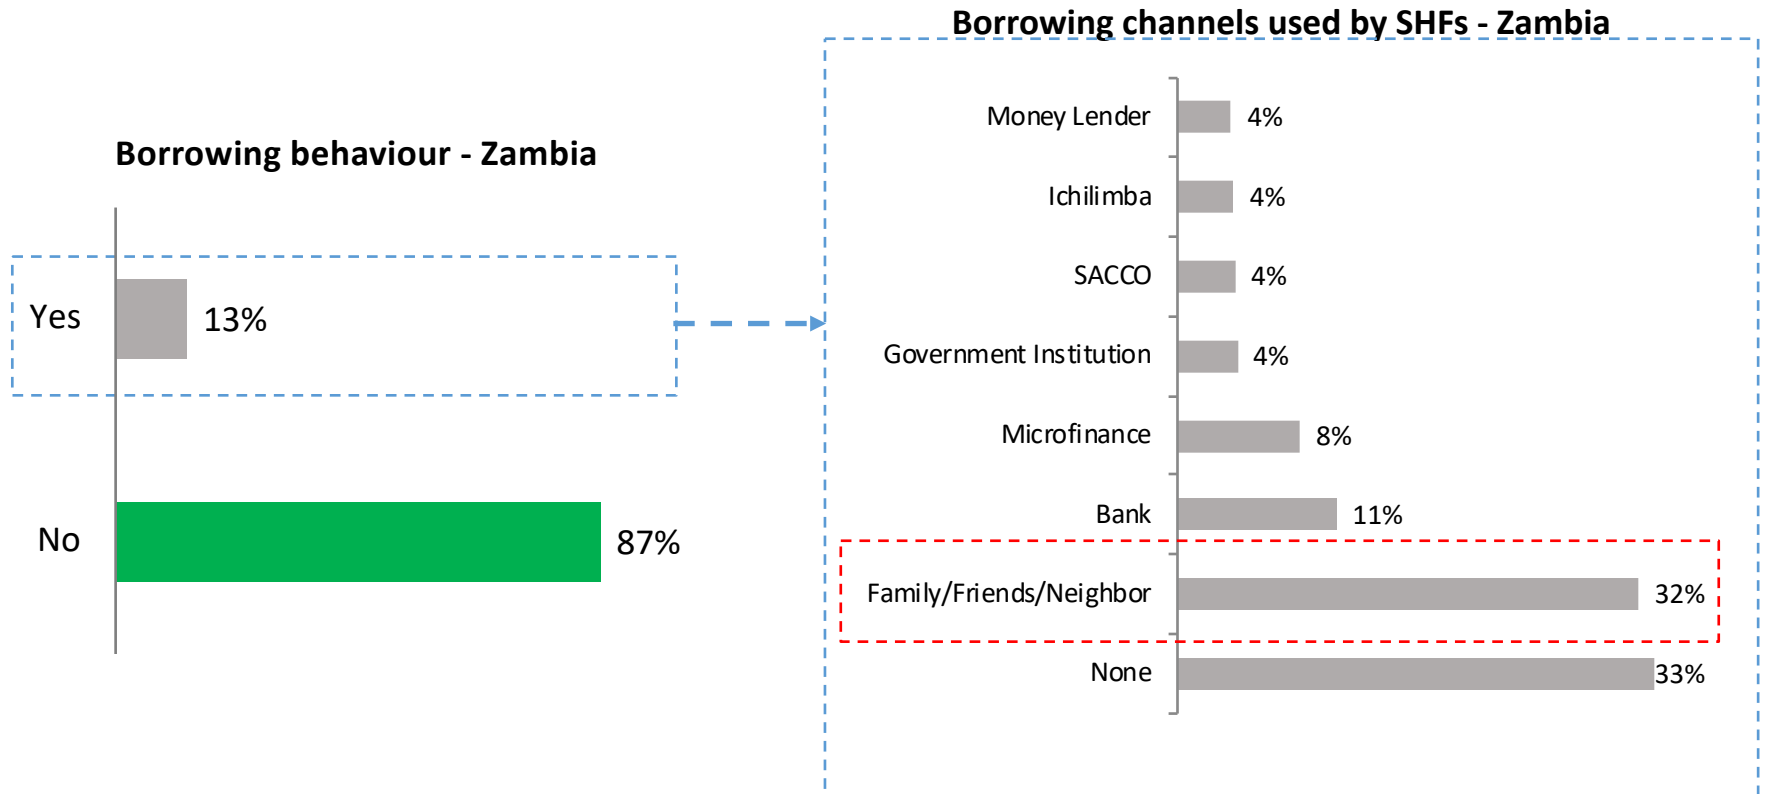 Borrowing channels used by SHFs - Zambia
Borrowing behaviour - Zambia
Yes 13%
No 87%
Money Lender 4%
Ichilimba 4%
SACCO 4%
Government Institution 4%
Microfinance 8%
Bank 11%
Family/Friends/Neighbor 32%
None 33%